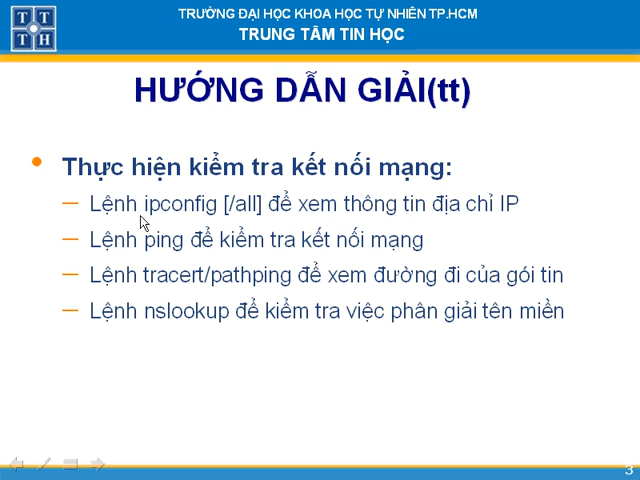 TRƯỜNG ĐẠI HỌC KHOA HỌC TỰ NHIÊN TP.HCM
TRUNG TÂM TIN HỌC
T T
T H
HƯỚNG DẪN GIẢI(tt)
• Thực hiện kiểm tra kết nối mạng:
– Lệnh ipconfig [/all] để xem thông tin địa chỉ IP
– Lệnh ping để kiểm tra kết nối mạng
– Lệnh tracert/pathping để xem đường đi của gói tin
– Lệnh nslookup để kiểm tra việc phân giải tên miền
3